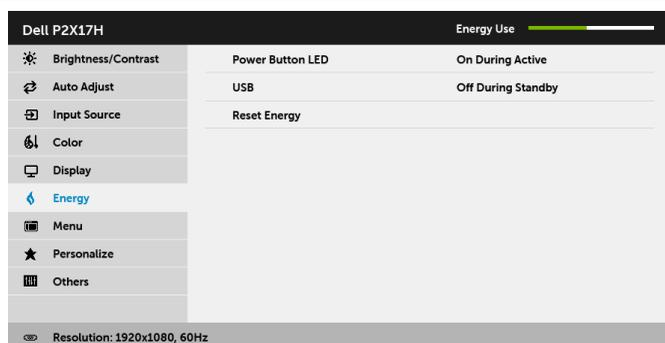 Dell P2X17H Energy Use
Brightness/Contrast Power Button LED On During Active
Auto Adjust USB Off During Standby
Input Source Reset Energy
Color
Display
Energy
Menu
Personalize
Others
Resolution: 1920x1080, 60Hz